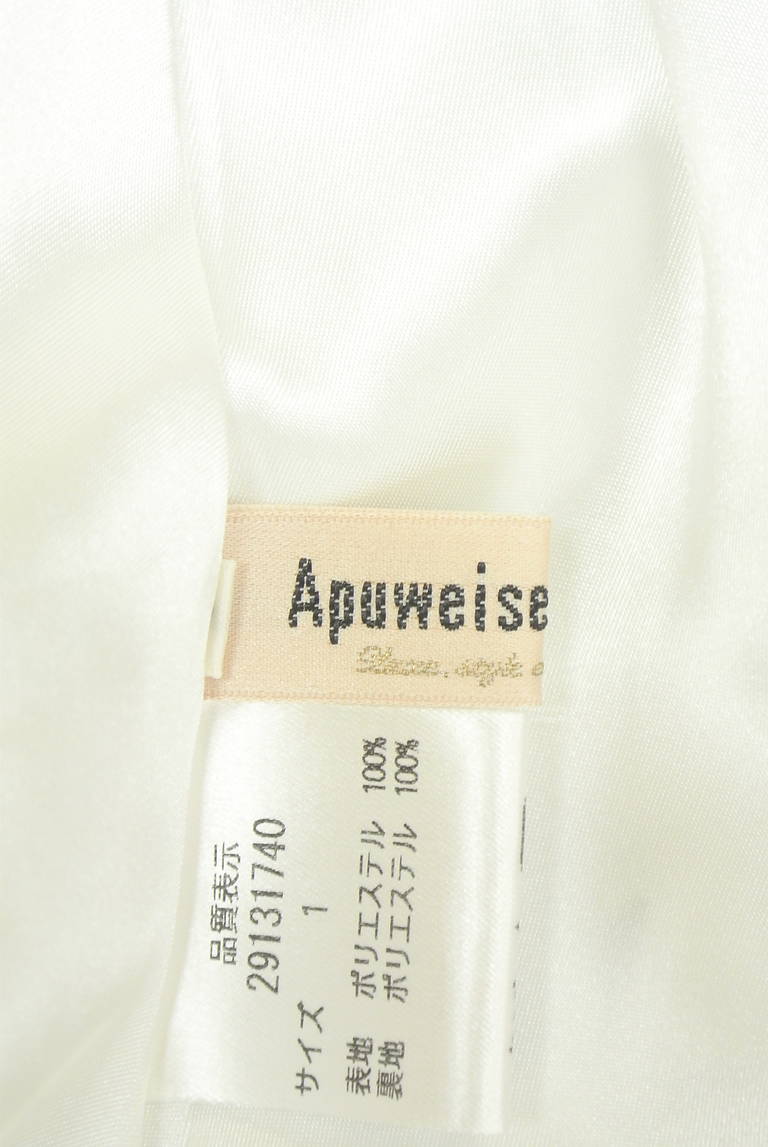 Apuweise
品質表示
29131740
サイズ 1
表地 ポリエステル 100%
裏地 ポリエステル 100%